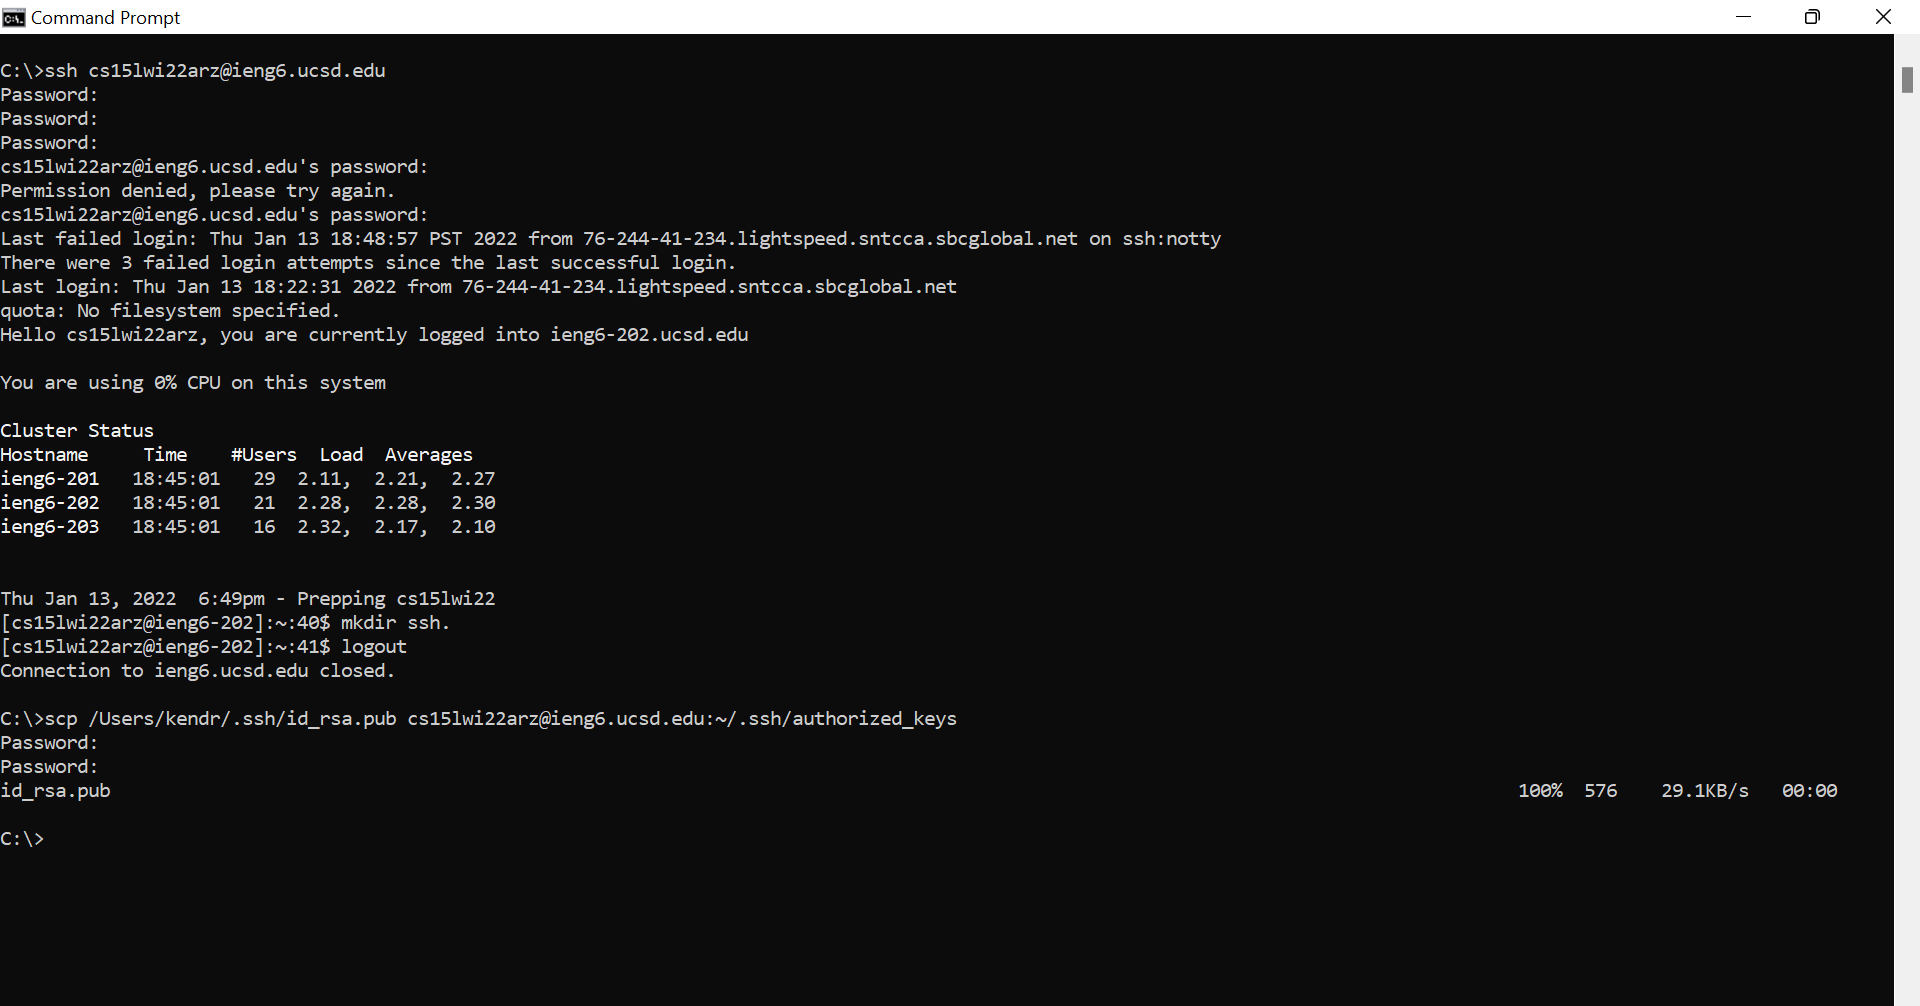 Command Prompt
C:\>ssh cs15lwi22arz@ieng6.ucsd.edu
Password:
Password:
Password:
cs15lwi22arz@ieng6.ucsd.edu's password:
Permission denied, please try again.
cs15lwi22arz@ieng6.ucsd.edu's password:
Last failed login: Thu Jan 13 18:48:57 PST 2022 from 76-244-41-234.lightspeed.sntcca.sbcglobal.net on ssh:notty
There were 3 failed login attempts since the last successful login.
Last login: Thu Jan 13 18:22:31 2022 from 76-244-41-234.lightspeed.sntcca.sbcglobal.net
quota: No filesystem specified.
Hello cs15lwi22arz, you are currently logged into ieng6-202.ucsd.edu
You are using 0% CPU on this system
Cluster Status
Hostname     Time    #Users  Load  Averages
ieng6-201   18:45:01   29  2.11,  2.21,  2.27
ieng6-202   18:45:01   21  2.28,  2.28,  2.30
ieng6-203   18:45:01   16  2.32,  2.17,  2.10
Thu Jan 13, 2022  6:49pm - Prepping cs15lwi22
[cs15lwi22arz@ieng6-202]:~:40$ mkdir ssh.
[cs15lwi22arz@ieng6-202]:~:41$ logout
Connection to ieng6.ucsd.edu closed.
C:\>scp /Users/kendr/.ssh/id_rsa.pub cs15lwi22arz@ieng6.ucsd.edu:~/.ssh/authorized_keys
Password:
Password:
id_rsa.pub 100%  576    29.1KB/s   00:00
C:\>